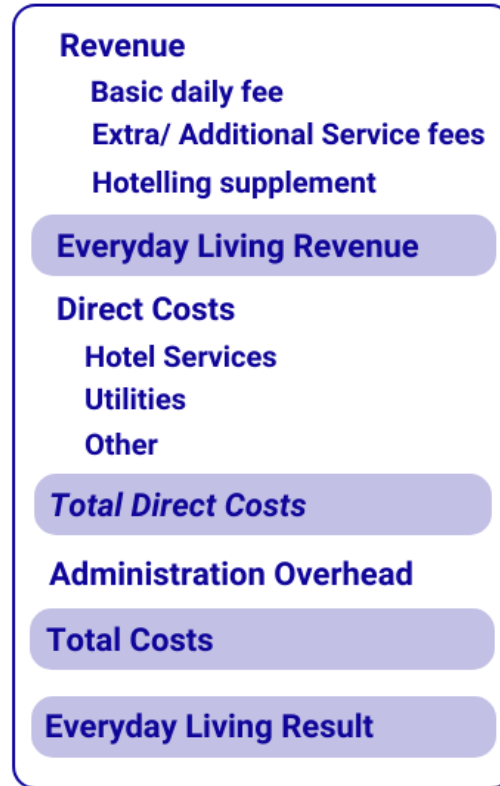 Revenue
Basic daily fee
Extra/ Additional Service fees
Hotelling supplement
Everyday Living Revenue
Direct Costs
Hotel Services
Utilities
Other
Total Direct Costs
Administration Overhead
Total Costs
Everyday Living Result